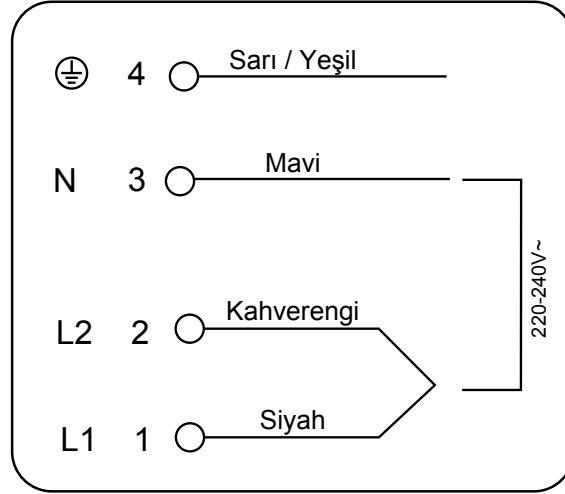 4 Sarı / Yeşil
N 3 Mavi
220-240V~
L2 2 Kahverengi
L1 1 Siyah